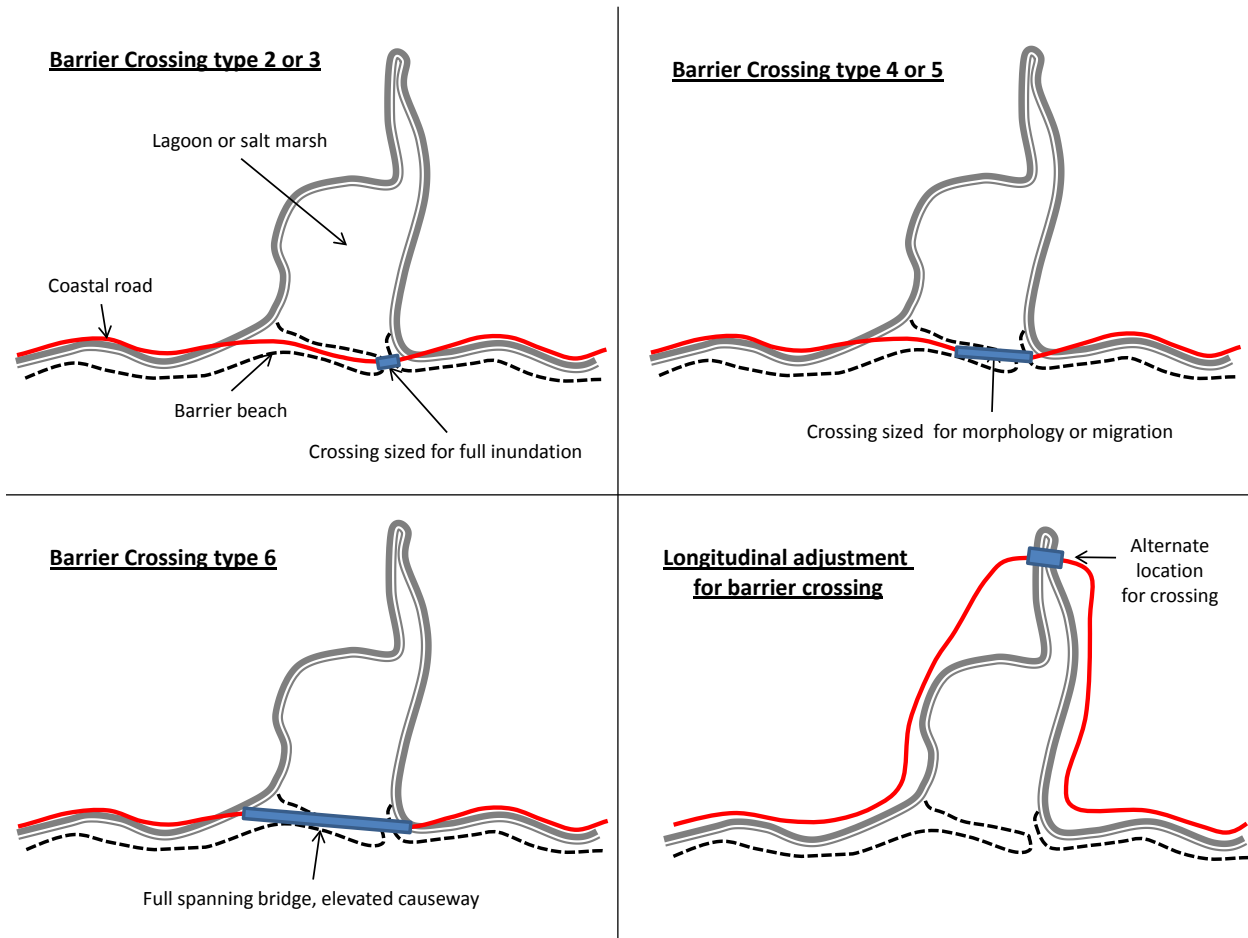 Barrier Crossing type 2 or 3
Lagoon or salt marsh
Coastal road
Barrier beach
Crossing sized for full inundation
Barrier Crossing type 4 or 5
Crossing sized  for morphology or migration
Barrier Crossing type 6
Full spanning bridge, elevated causeway
Longitudinal adjustment
for barrier crossing
Alternate
location
for crossing